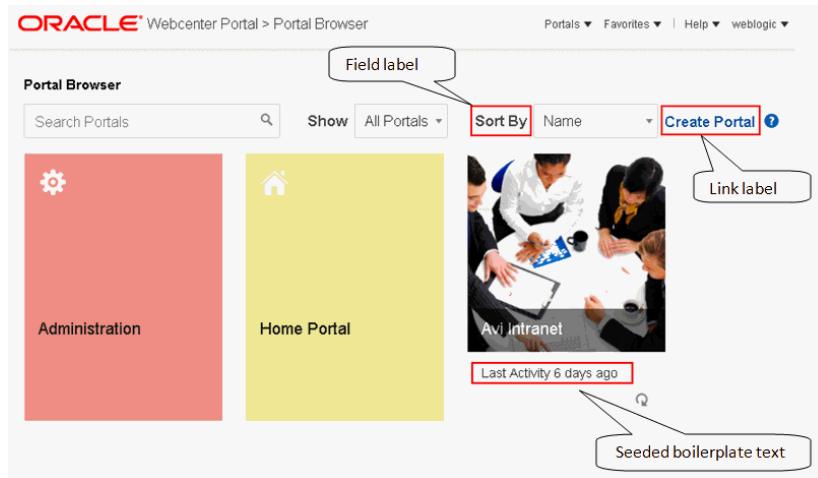 ORACLE® Webcenter Portal > Portal Browser
Portals ▼ Favorites ▼ | Help ▼ weblogic ▼
Field label
Portal Browser
Search Portals
Show All Portals
Sort By Name
Create Portal ?
Link label
Administration
Home Portal
Avi Intranet
Last Activity 6 days ago
Seeded boilerplate text